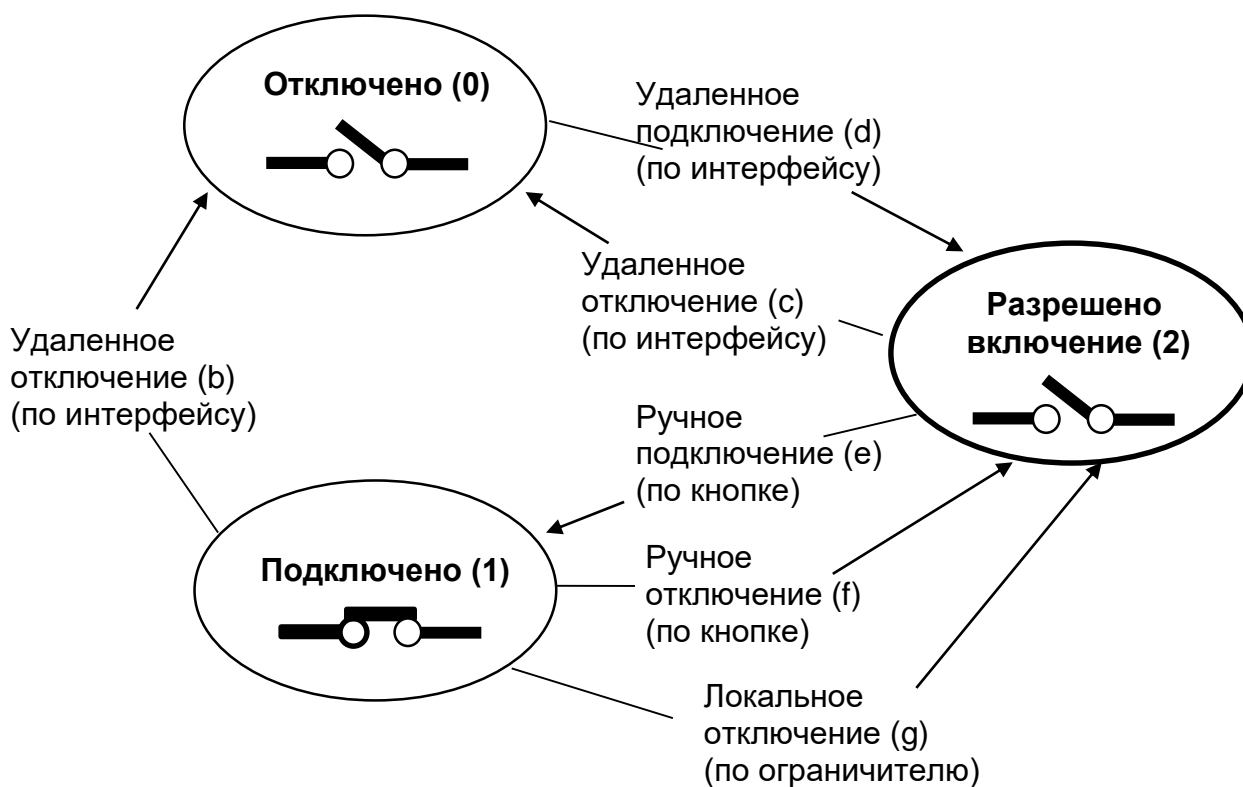 Отключено (0)
Удаленное
подключение (d)
(по интерфейсу)
Удаленное
отключение (c)
(по интерфейсу)
Разрешено
включение (2)
Удаленное
отключение (b)
(по интерфейсу)
Ручное
подключение (e)
(по кнопке)
Подключено (1)
Ручное
отключение (f)
(по кнопке)
Локальное
отключение (g)
(по ограничителю)